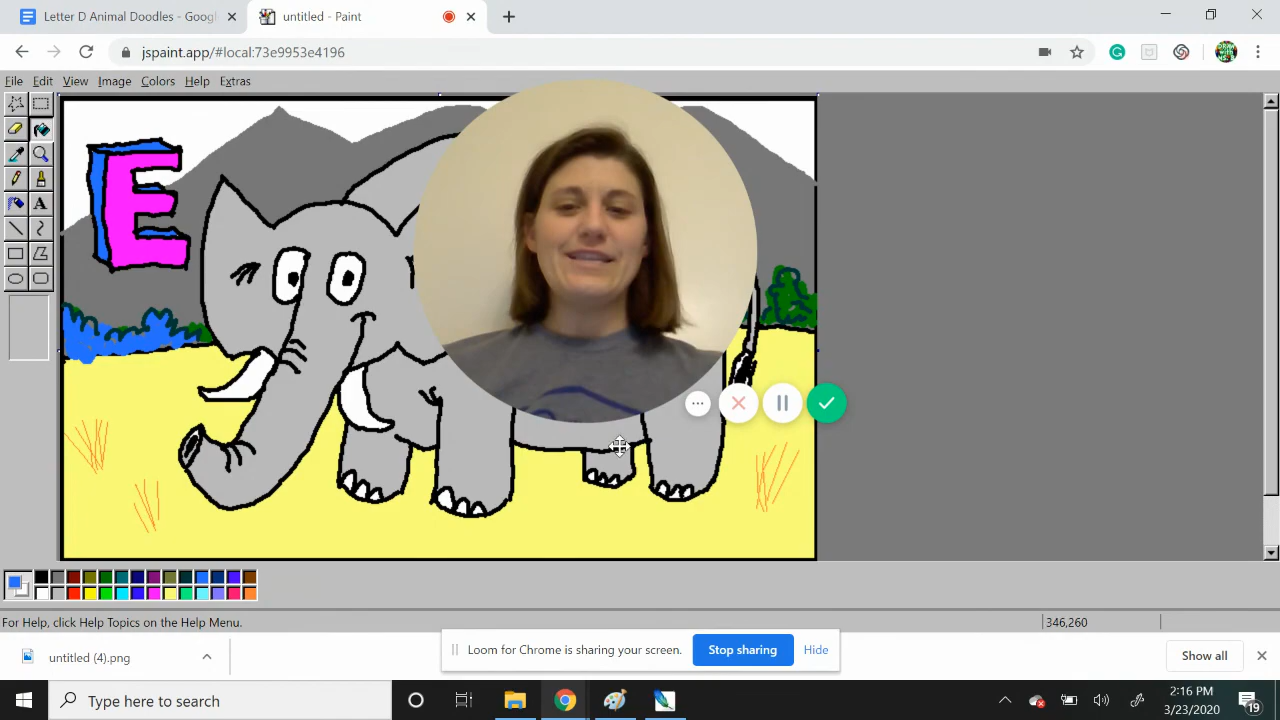 Letter D Animal Doodles - Googl
untitled - Paint
jspaint.app/#local:73e9953e4196
File Edit View Image Colors Help Extras
E
A
For Help, click Help Topics on the Help Menu.
346,260
untitled (4).png
Loom for Chrome is sharing your screen.
Stop sharing
Hide
Show all
Type here to search
2:16 PM
3/23/2020
19